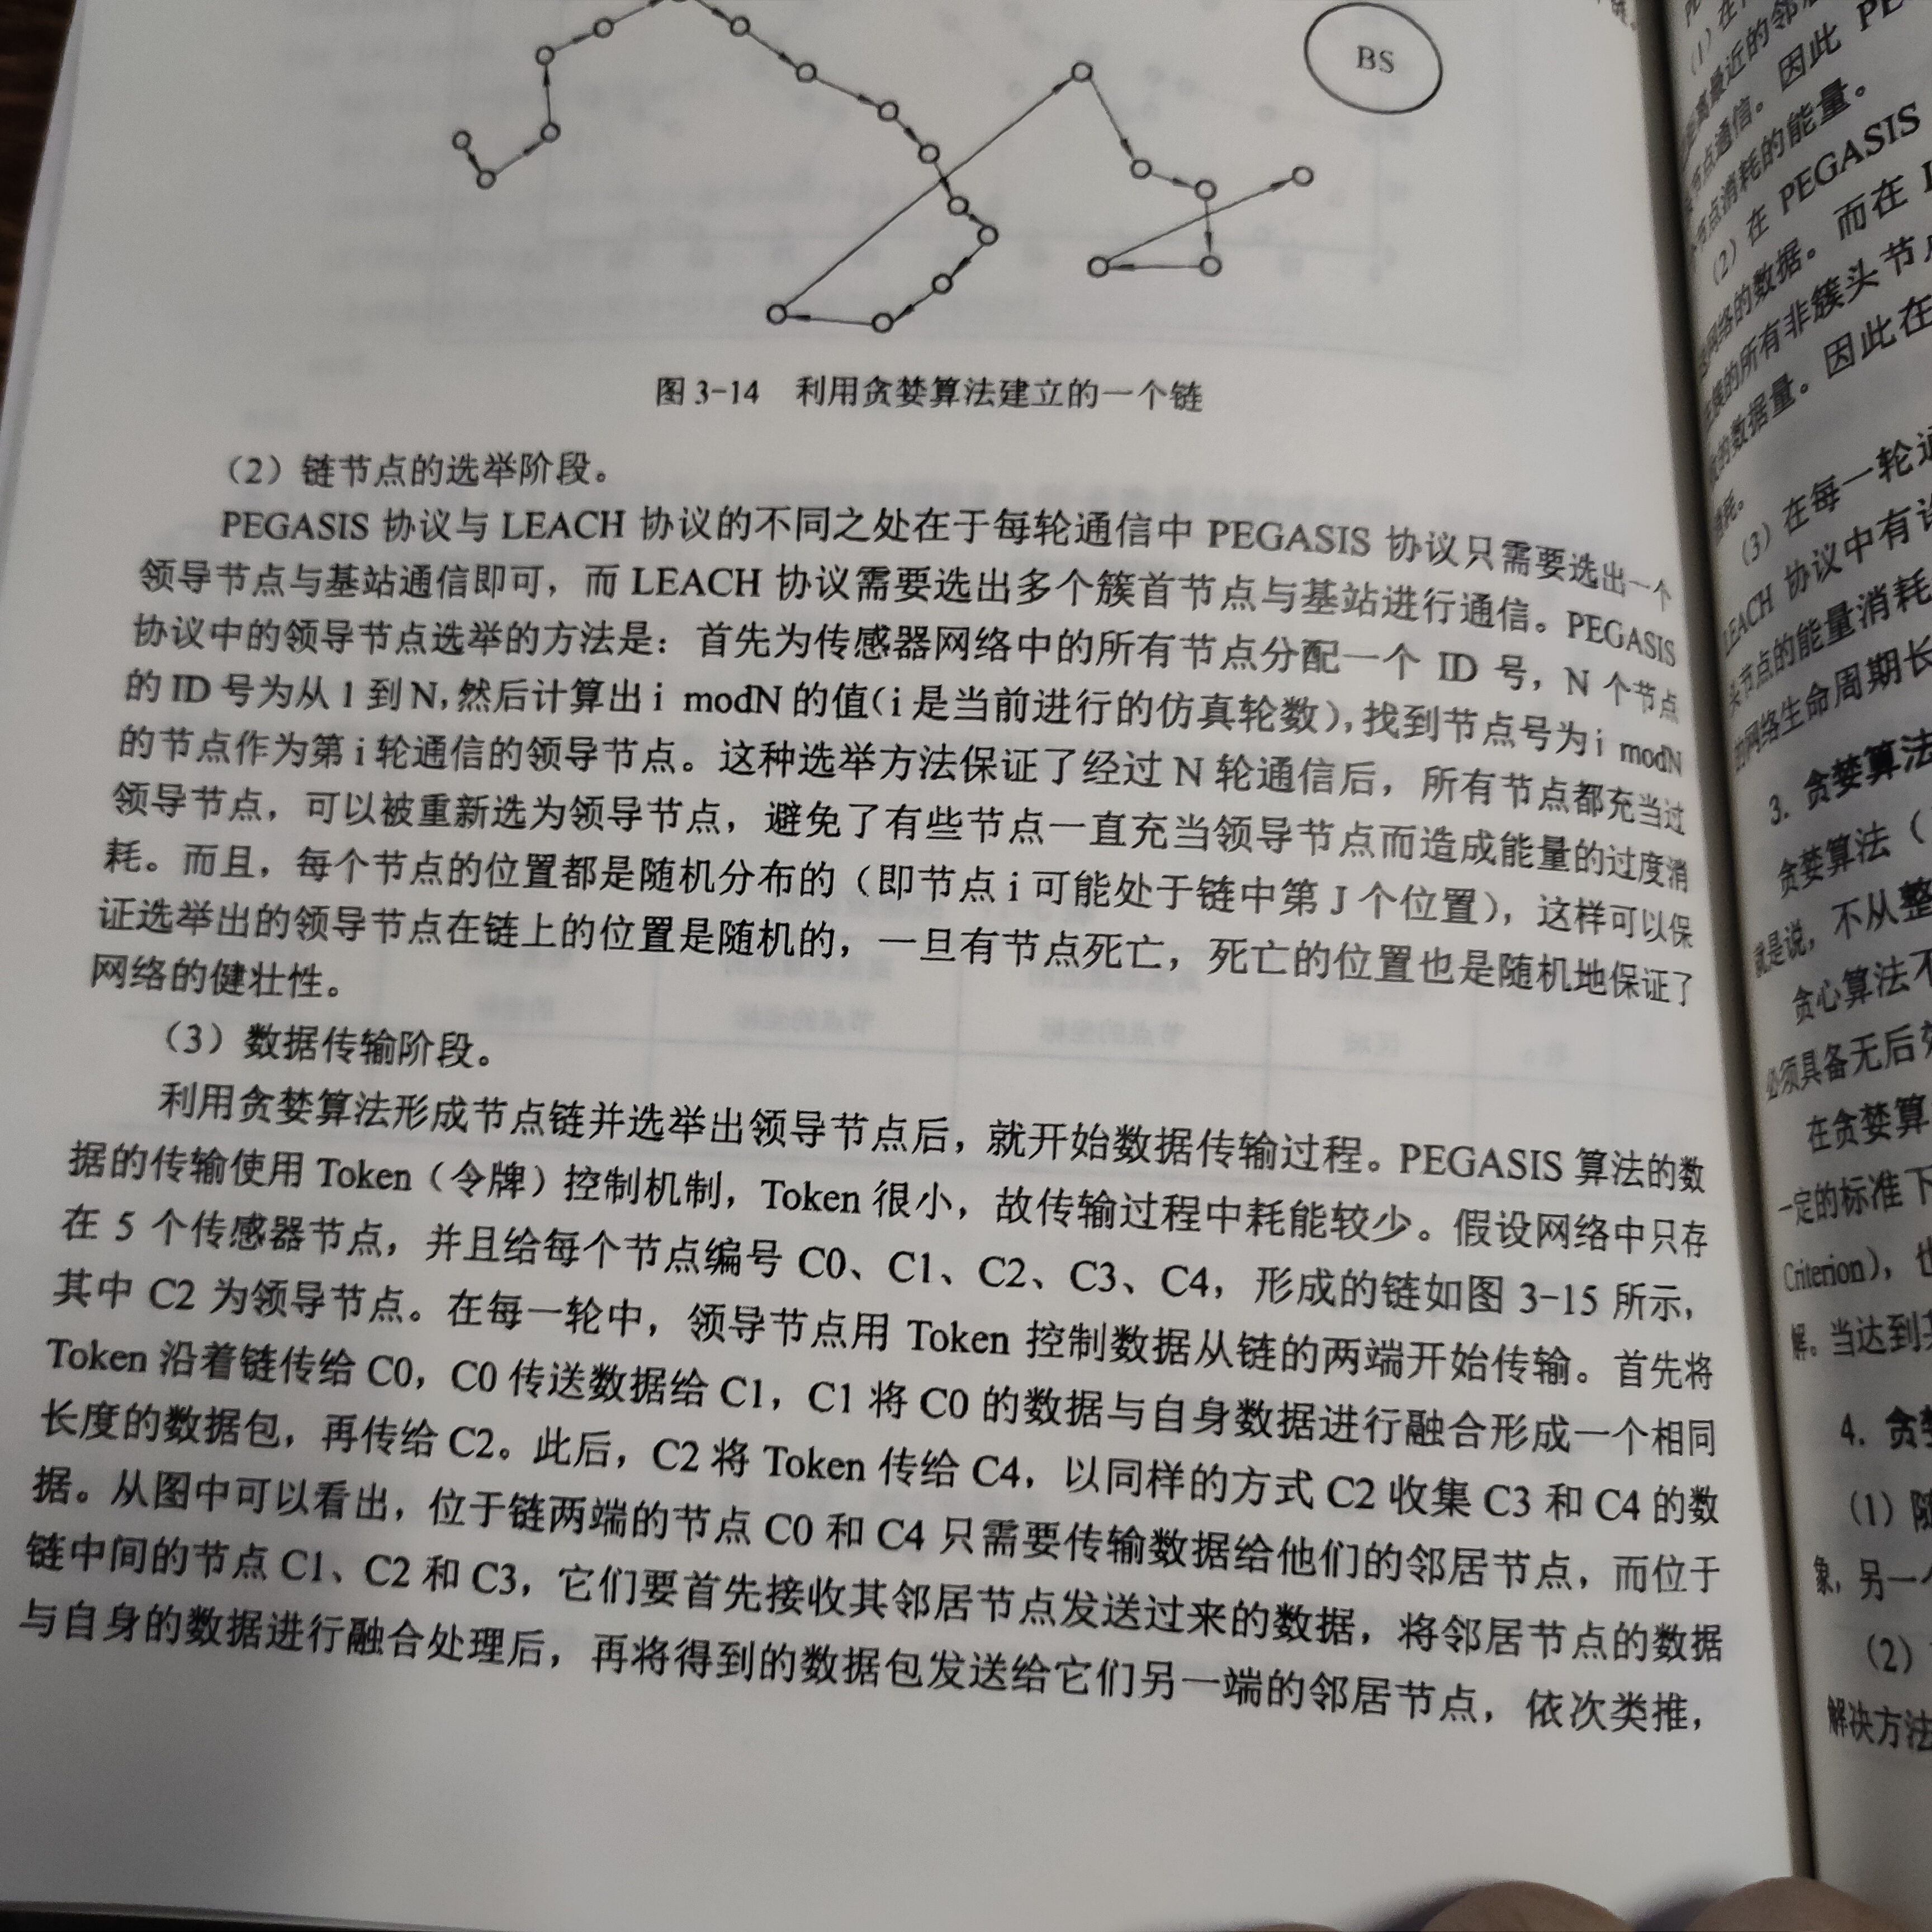 BS
图 3-14 利用贪婪算法建立的一个链
（2）链节点的选举阶段。
PEGASIS 协议与 LEACH 协议的不同之处在于每轮通信中 PEGASIS 协议只需要选出一个
领导节点与基站通信即可，而 LEACH 协议需要选出多个簇首节点与基站进行通信。PEGASIS
协议中的领导节点选举的方法是：首先为传感器网络中的所有节点分配一个 ID 号，N 个节点
的 ID 号为从 1 到 N，然后计算出 i modN 的值（i 是当前进行的仿真轮数），找到节点号为 i modN
的节点作为第 i 轮通信的领导节点。这种选举方法保证了经过 N 轮通信后，所有节点都充当过
领导节点，可以被重新选为领导节点，避免了有些节点一直充当领导节点而造成能量的过度消
耗。而且，每个节点的位置都是随机分布的（即节点 i 可能处于链中第 J 个位置），这样可以保
证选举出的领导节点在链上的位置是随机的，一旦有节点死亡，死亡的位置也是随机地保证了
网络的健壮性。
（3）数据传输阶段。
利用贪婪算法形成节点链并选举出领导节点后，就开始数据传输过程。PEGASIS 算法的数
据的传输使用 Token（令牌）控制机制，Token 很小，故传输过程中耗能较少。假设网络中只存
在 5 个传感器节点，并且给每个节点编号 C0、C1、C2、C3、C4，形成的链如图 3-15 所示，
其中 C2 为领导节点。在每一轮中，领导节点用 Token 控制数据从链的两端开始传输。首先将
Token 沿着链传给 C0，C0 传送数据给 C1，C1 将 C0 的数据与自身数据进行融合形成一个相同
长度的数据包，再传给 C2。此后，C2 将 Token 传给 C4，以同样的方式 C2 收集 C3 和 C4 的数
据。从图中可以看出，位于链两端的节点 C0 和 C4 只需要传输数据给他们的邻居节点，而位于
链中间的节点 C1、C2 和 C3，它们要首先接收其邻居节点发送过来的数据，将邻居节点的数据
与自身的数据进行融合处理后，再将得到的数据包发送给它们另一端的邻居节点，依次类推，
（1）在
离最近的邻
节点通信。因此 PE
节点消耗的能量。
（2）在 PEGASIS
网络的数据。而在
的所有非簇头节点
的数据量。因此在
（3）在每一轮通
LEACH 协议中有许
头节点的能量消耗
的网络生命周期长
3. 贪婪算法
贪婪算法（
就是说，不从整
贪心算法不
必须具备无后效
在贪婪算
一定的标准下
Criterion），也
解。当达到某
4. 贪婪
（1）随
象，另一个
（2）
解决方法